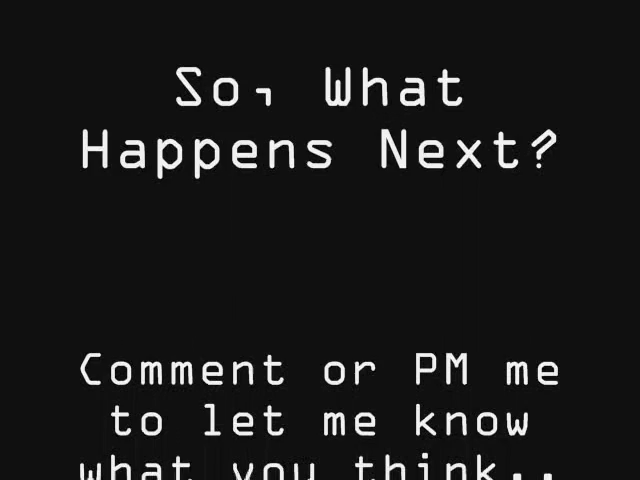 So, What
Happens Next?
Comment or PM me
to let me know
what you think..